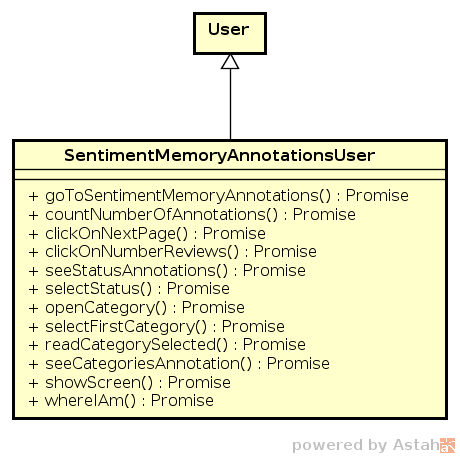 User
SentimentMemoryAnnotationsUser
+ goToSentimentMemoryAnnotations() : Promise
+ countNumberOfAnnotations() : Promise
+ clickOnNextPage() : Promise
+ clickOnNumberReviews() : Promise
+ seeStatusAnnotations() : Promise
+ selectStatus() : Promise
+ openCategory() : Promise
+ selectFirstCategory() : Promise
+ readCategorySelected() : Promise
+ seeCategoriesAnnotation() : Promise
+ showScreen() : Promise
+ whereIAm() : Promise
powered by Astah